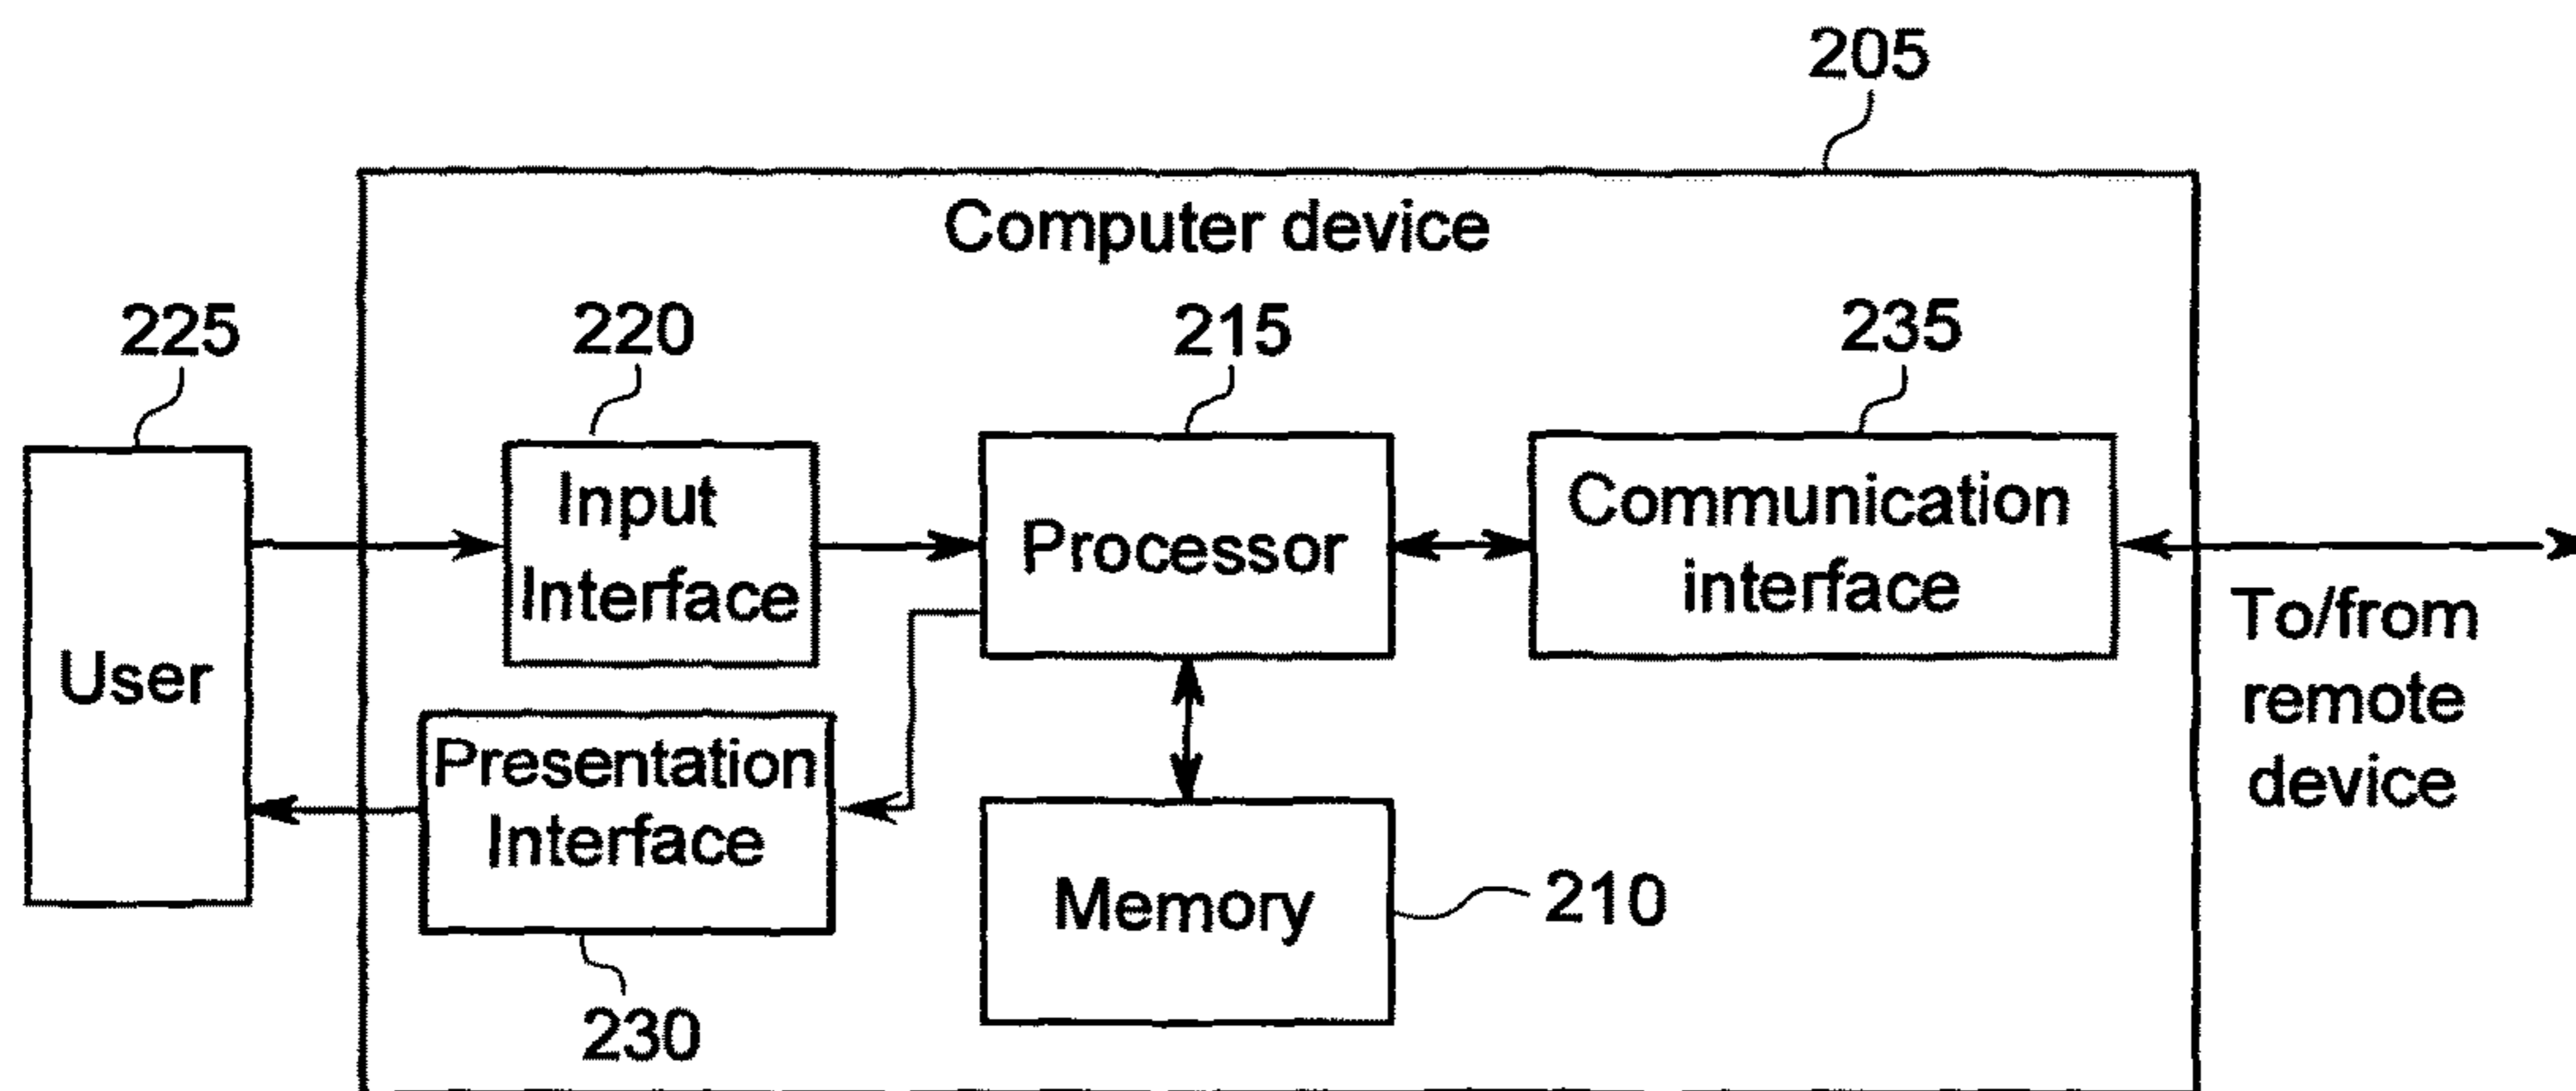 205
Computer device
225
220
215
235
Input
Interface
Processor
Communication
interface
User
To/from
remote
device
Presentation
Interface
Memory
210
230